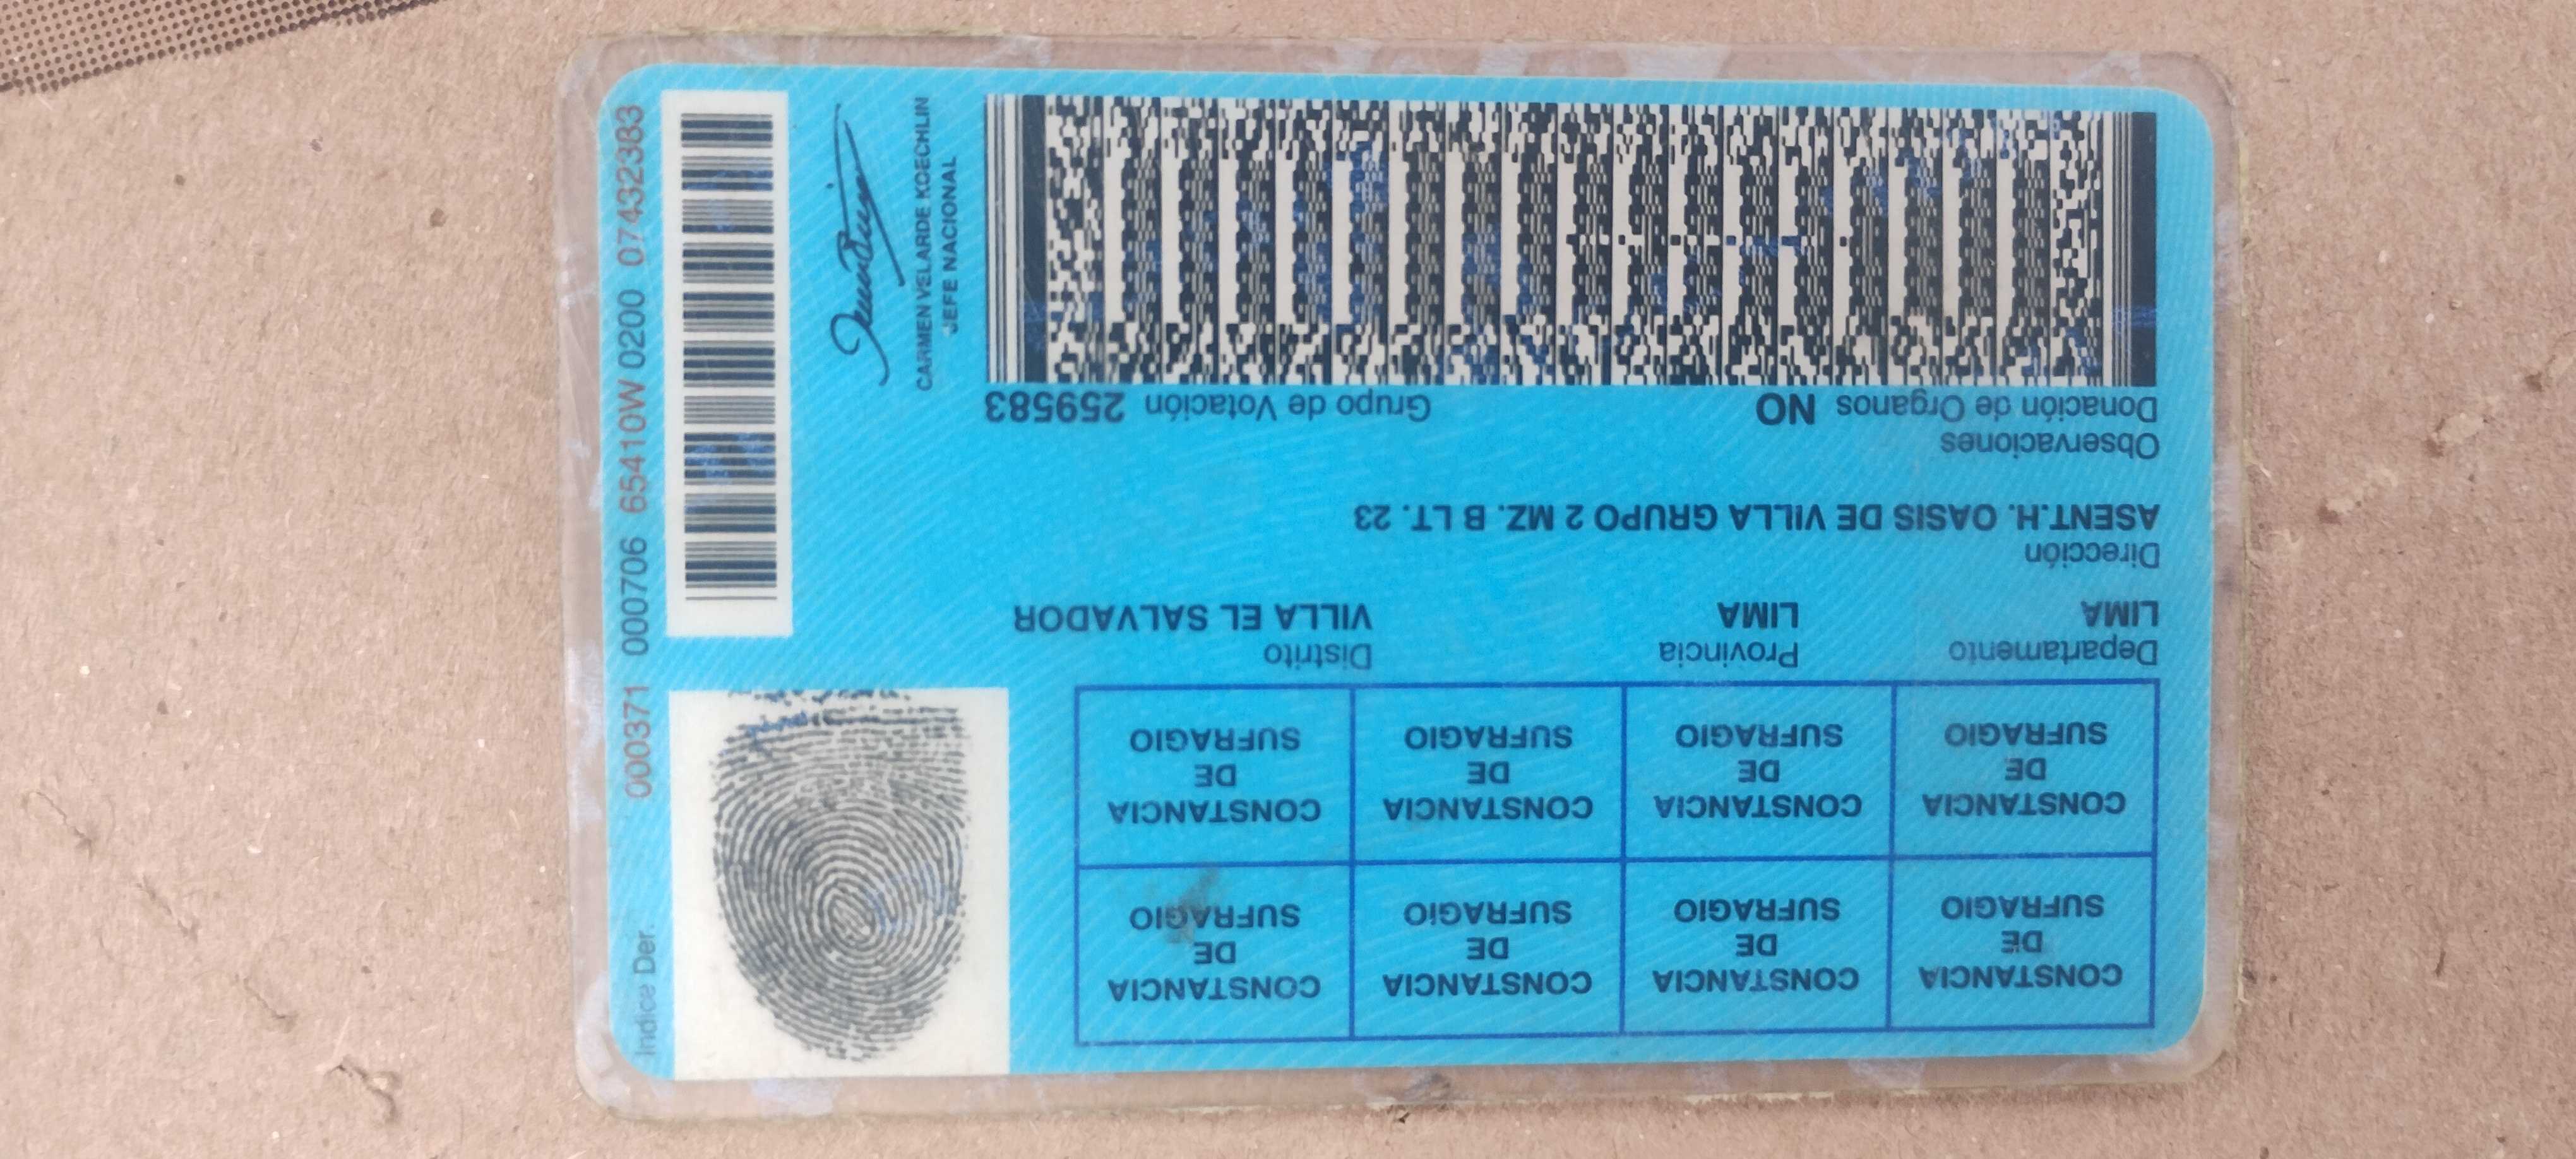 CONSTANCIA DE SUFRAGIO CONSTANCIA DE SUFRAGIO CONSTANCIA DE SUFRAGIO CONSTANCIA DE SUFRAGIO
CONSTANCIA DE SUFRAGIO CONSTANCIA DE SUFRAGIO CONSTANCIA DE SUFRAGIO CONSTANCIA DE SUFRAGIO
Departamento Provincia Distrito
LIMA LIMA VILLA EL SALVADOR
Dirección
ASENT.H. OASIS DE VILLA GRUPO 2 MZ. B LT. 23
Observaciones
Donación de Organos NO Grupo de Votación 259583
CARMEN VELARDE KOECHLIN
JEFE NACIONAL
Indice Der.
000371 000706 65410W 0200 07432383